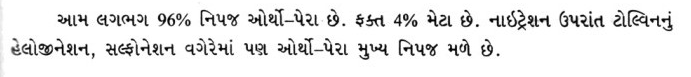 આમ લગભગ 96% નિપજ ઓર્થો–પેરા છે. ફક્ત 4% મેટા છે. નાઇટ્રેશન ઉપરાંત ટોલ્વિનનું
હેલોજીનેશન, સલ્ફોનેશન વગેરેમાં પણ ઓર્થો–પેરા મુખ્ય નિપજ મળે છે.